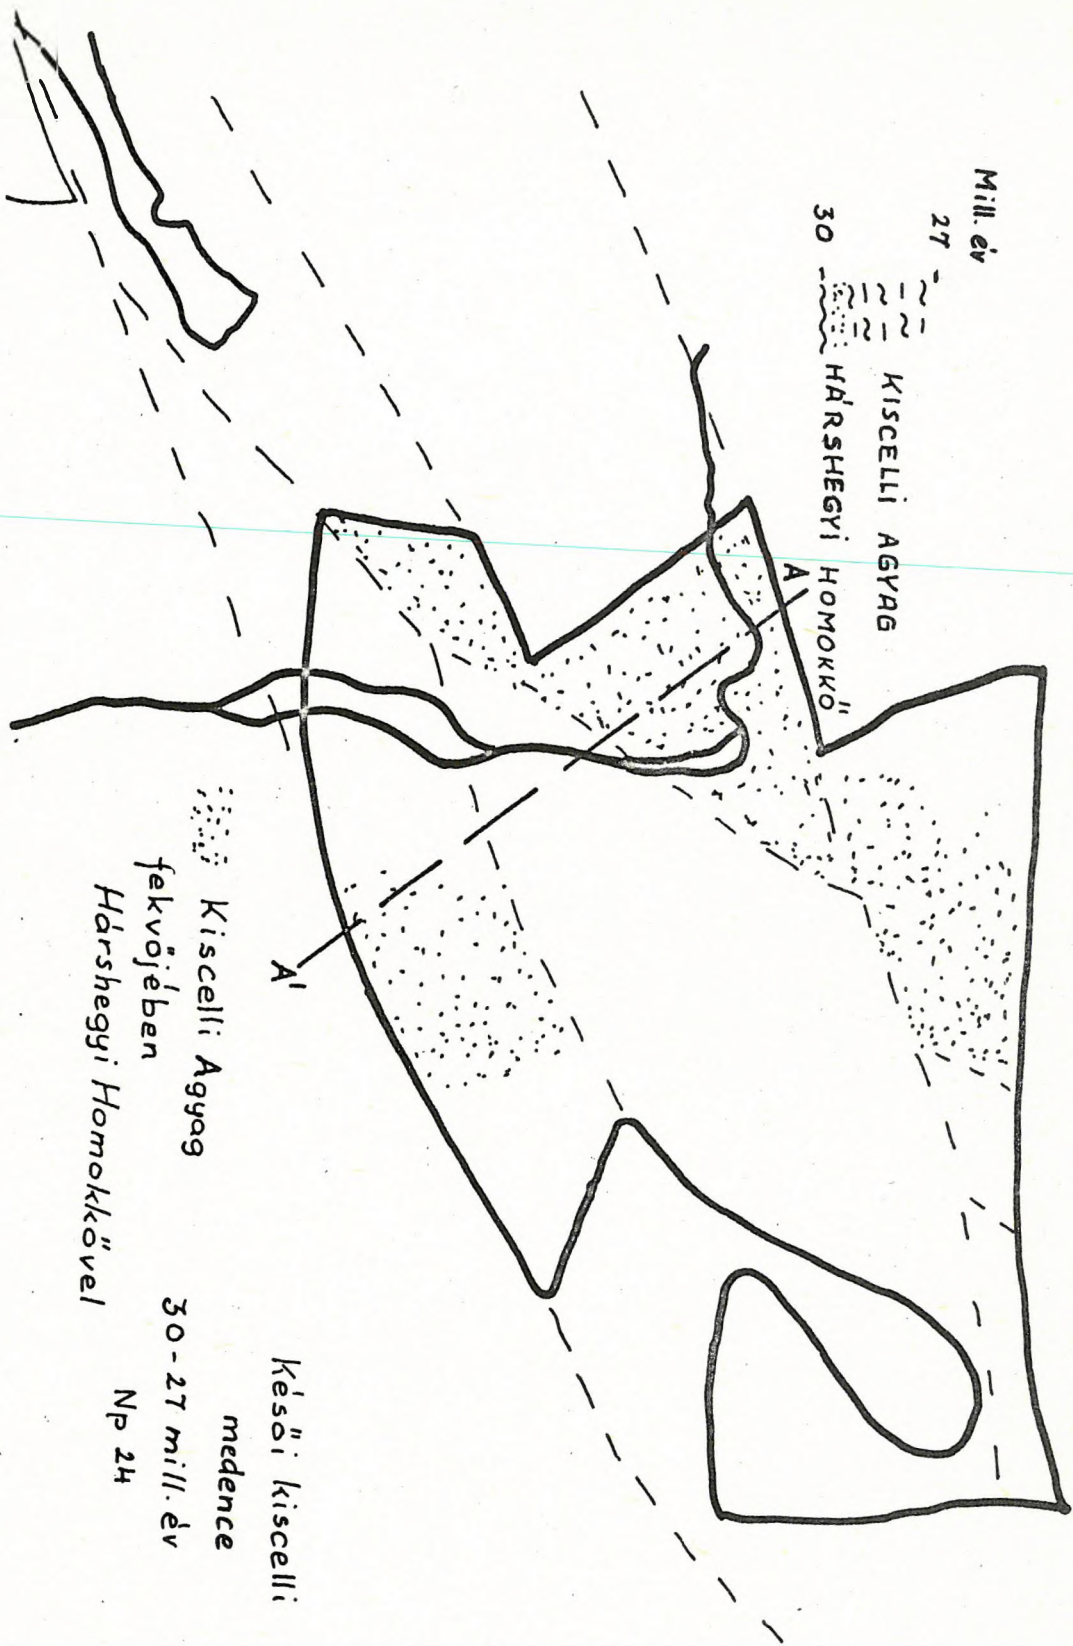 Mill. év
27
KISCELLI AGYAG
30
HÁRSHEGYI HOMOKKŐ
A
A'
Kiscelli Agyag
fekvőjében
Hárshegyi Homokkővel
Késői kiscelli
medence
30-27 mill. év
Np 24